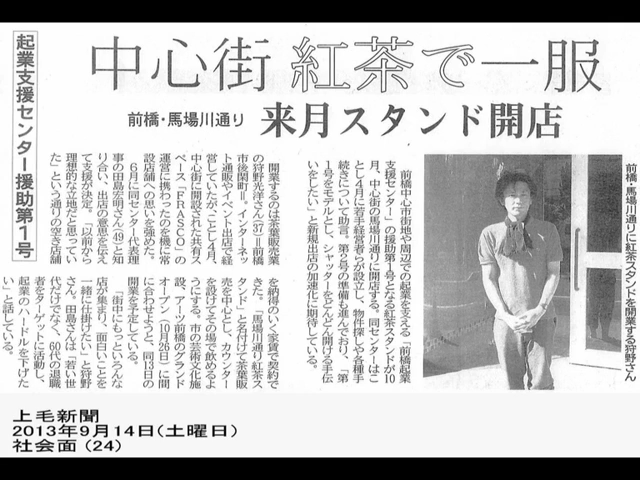 起業支援センター援助第1号
中心街 紅茶で一服
前橋・馬場川通り 来月スタンド開店
前橋中心市街地や周辺での起業を支える「前橋起業
支援センター」の援助第1号となる紅茶スタンドが10
月、中心街の馬場川通りに開店する。同センターはこ
とし4月に若手経営者らが設立し、物件探しや各種手
続きについて助言。第2号の準備も進んでおり、「第
1号をモデルとし、シャッターをどんどん開ける手伝
いをしたい」と新規出店の加速化に期待している。
開業するのは茶葉販売業
の狩野光洋さん(37)=前橋
市後閑町=。インターネッ
ト通販やイベント出店で経
営していたが、ことし4月、
中心街に開設された共有ス
ペース「FRASCO」の
運営に携わったのを機に常
設店舗への思いを強めた。
6月に同センター代表理
事の田島宏明さん(49)と知
り合い、出店の意思を伝え
て支援が決定。「以前から
理想的な立地だと思ってい
た」という通りの空き店舗
を納得のいく家賃で契約で
きた。「馬場川通り紅茶ス
タンド」と名付けて茶葉販
売を中心とし、カウンター
を設けてその場で飲めるよ
うにする。市の芸術文化施
設、アーツ前橋のグランド
オープン(10月26日)に間
に合わせようと、同13日の
開業を予定している。
「街中にもっといろんな
店が集まり、面白いことを
一緒に仕掛けたい」と狩野
さん。田島さんは「若い世
代だけでなく、60代の退職
者をターゲットに活動し、
起業のハードルを下げた
い」と話している。
前橋・馬場川通りに紅茶スタンドを開業する狩野さん
上毛新聞
2013年9月14日(土曜日)
社会面 (24)